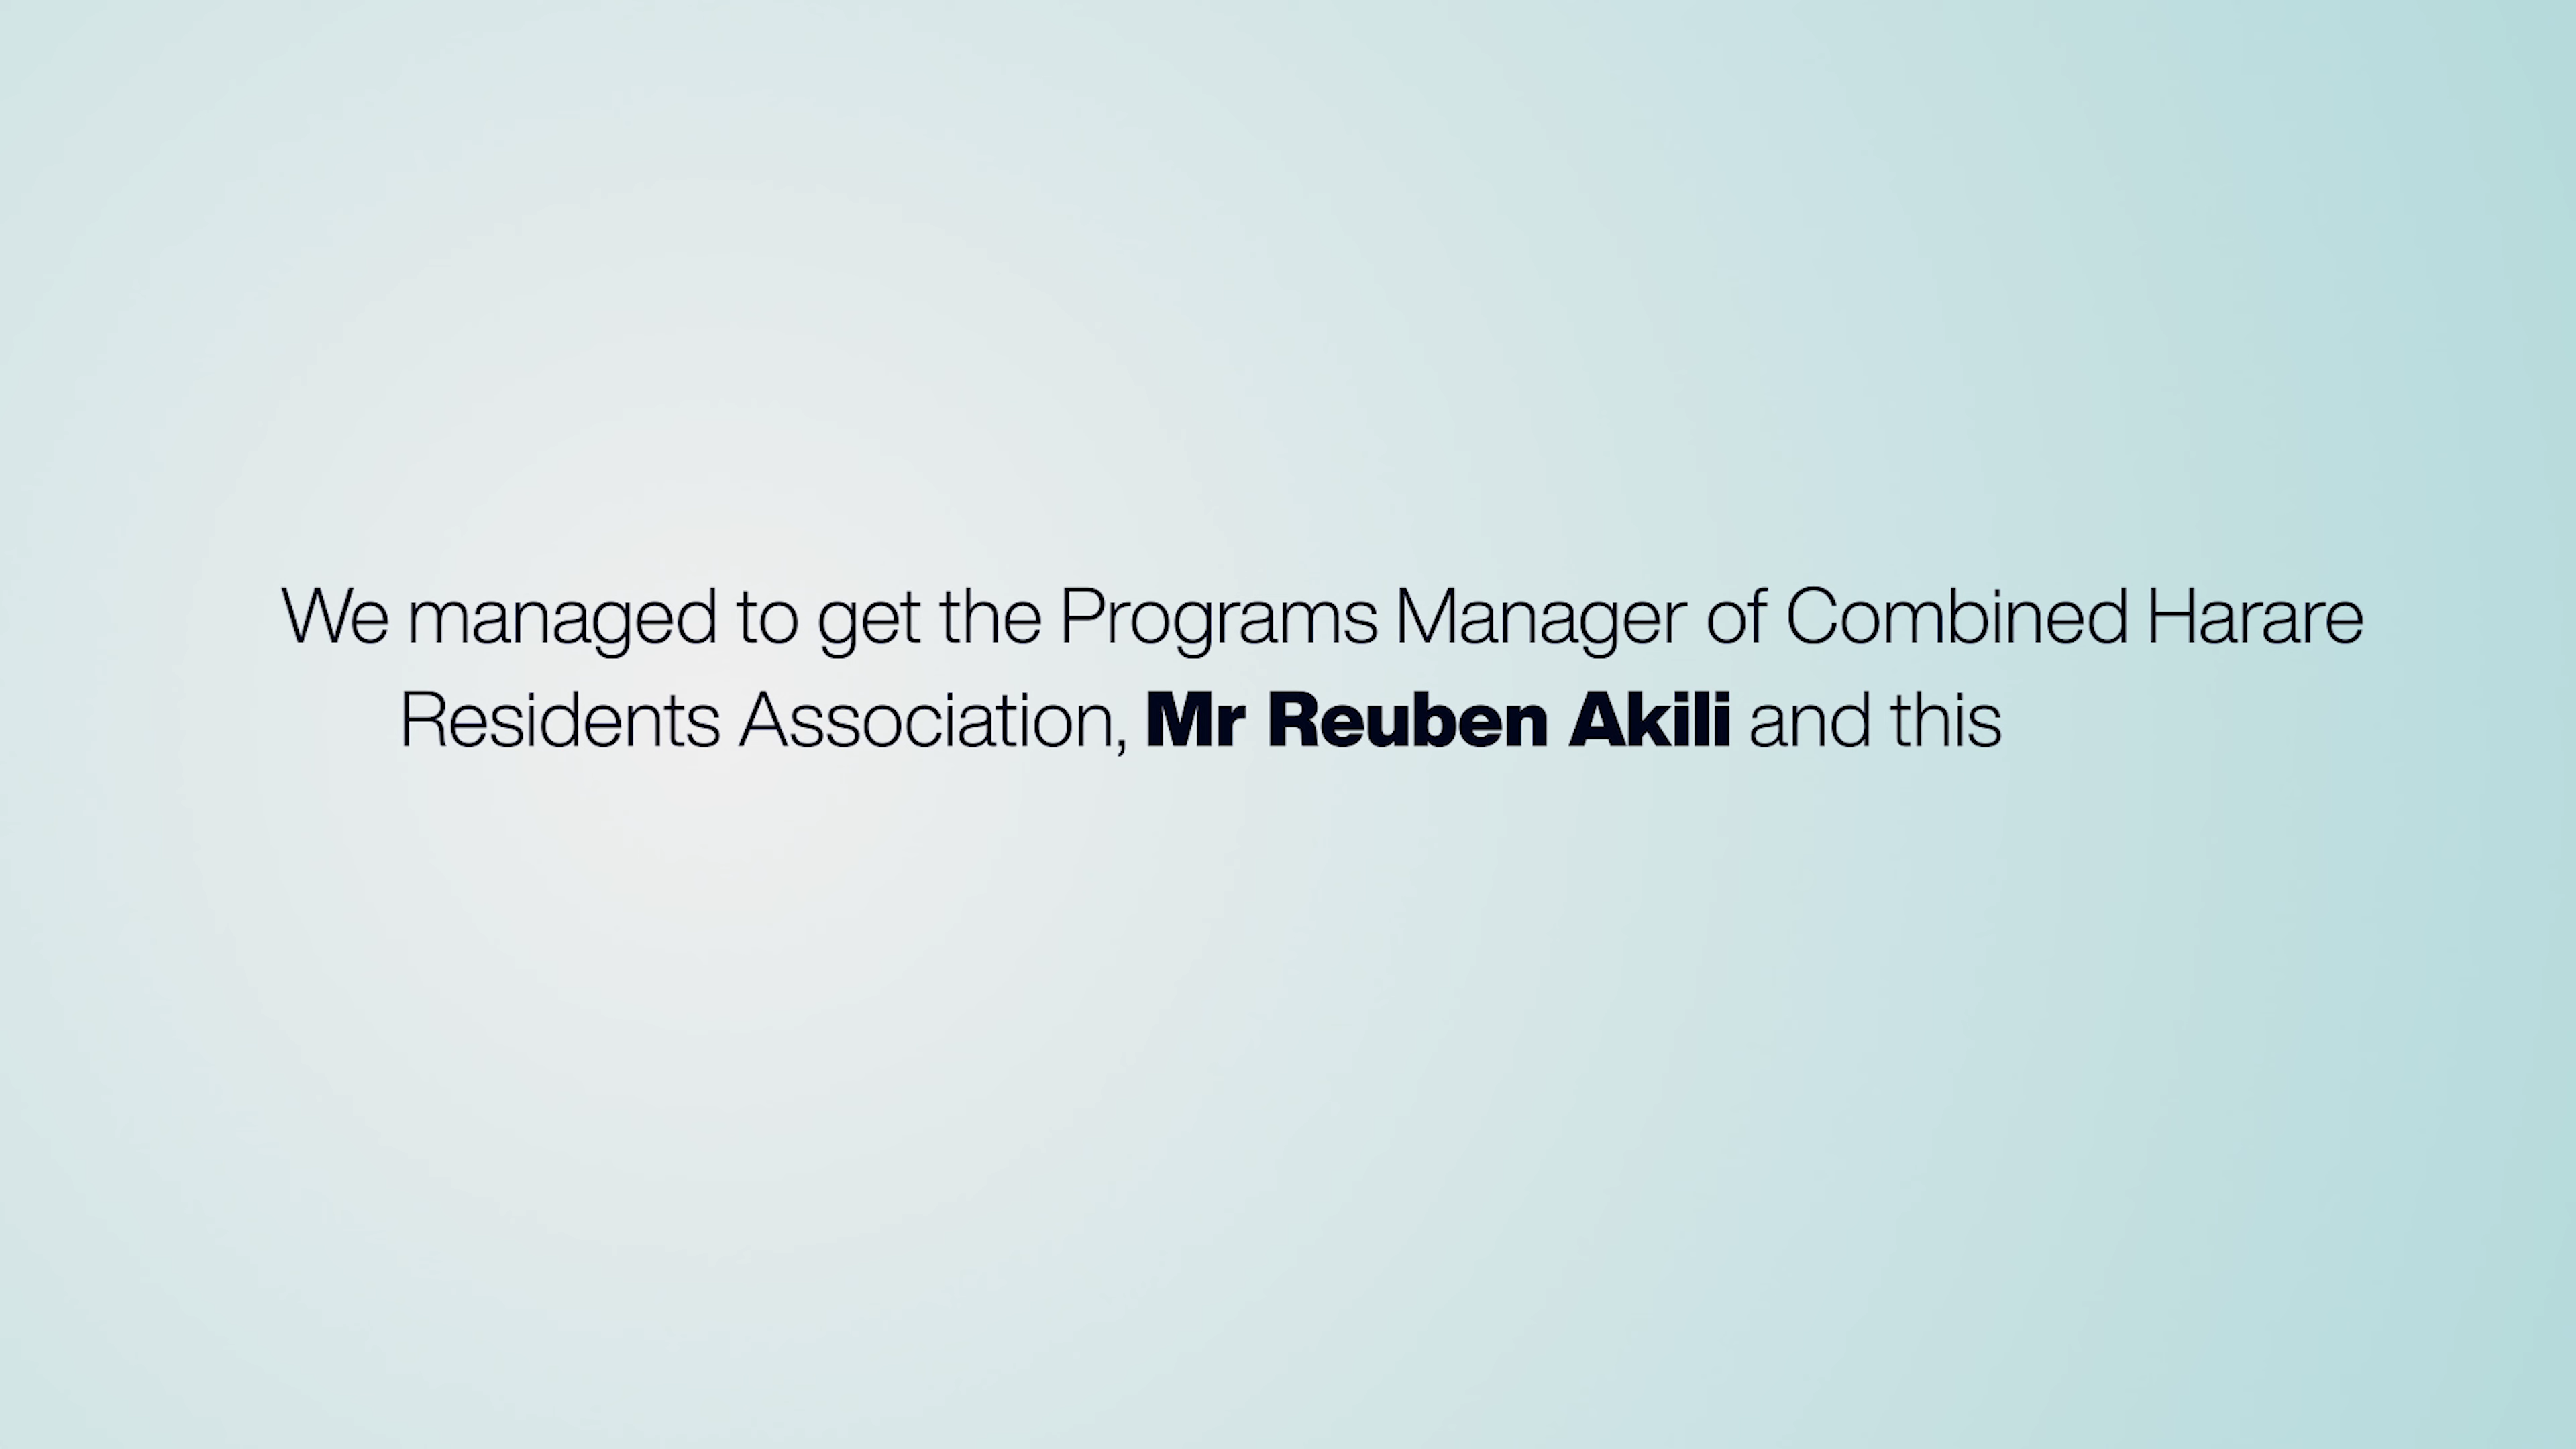 We managed to get the Programs Manager of Combined Harare
Residents Association, Mr Reuben Akili and this